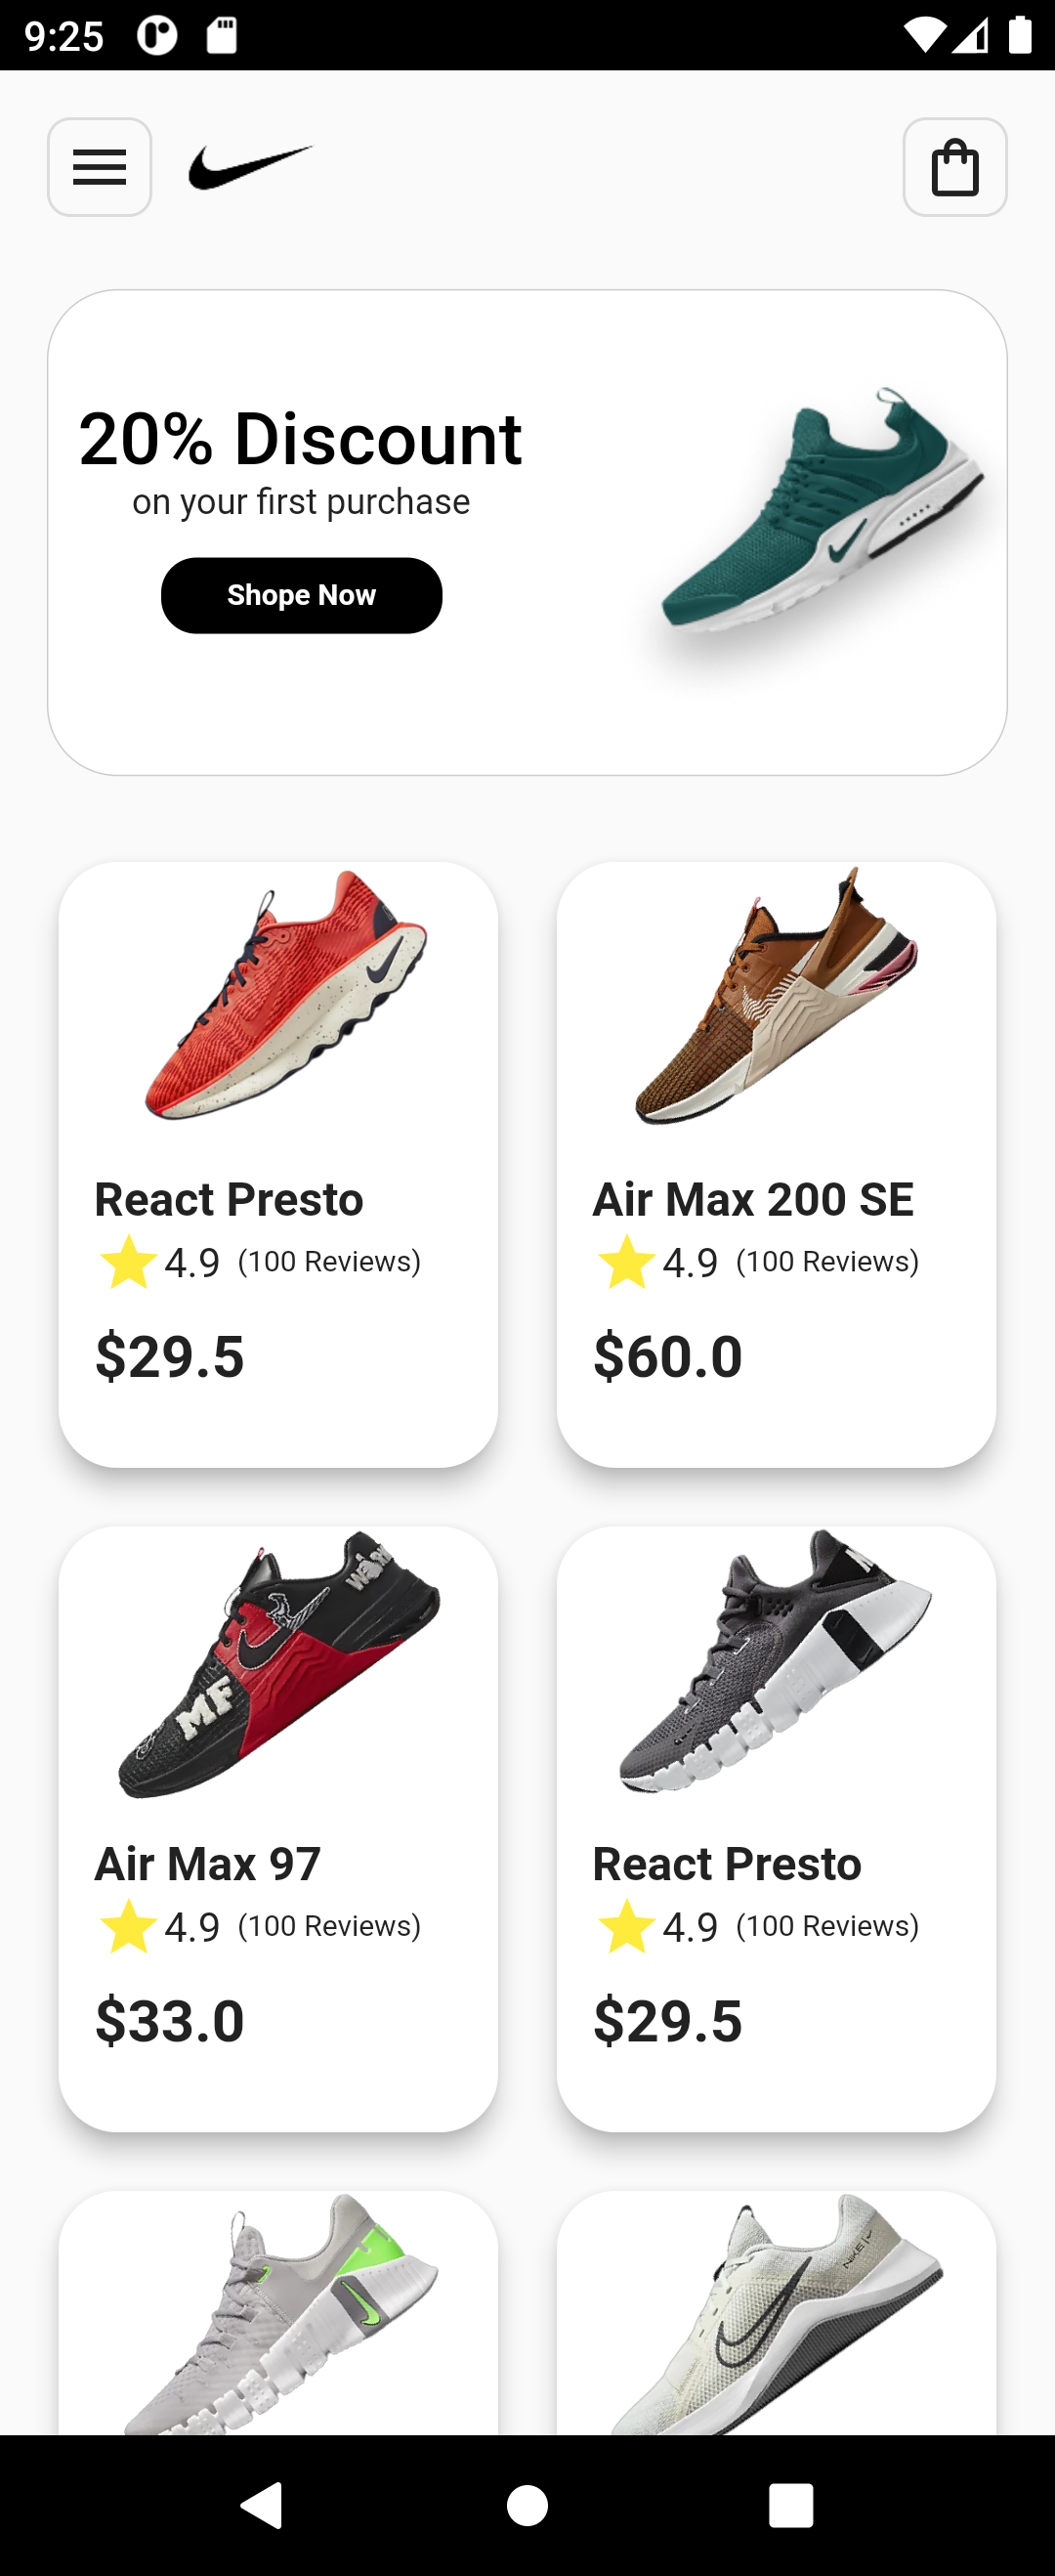 9:25
20% Discount
on your first purchase
Shope Now
React Presto
4.9 (100 Reviews)
$29.5
Air Max 200 SE
4.9 (100 Reviews)
$60.0
MF
Air Max 97
4.9 (100 Reviews)
$33.0
React Presto
4.9 (100 Reviews)
$29.5
NIKE